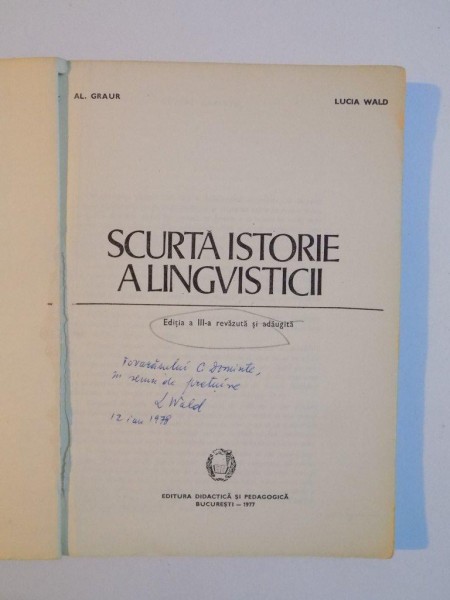 AL. GRAUR
LUCIA WALD
SCURTĂ ISTORIE
A LINGVISTICII
Ediția a III-a revăzută și adăugită
Tovarășului C. Dominte,
în semn de prețuire
L Wald
12 ian 1978
EDITURA DIDACTICĂ ȘI PEDAGOGICĂ
BUCUREȘTI — 1977